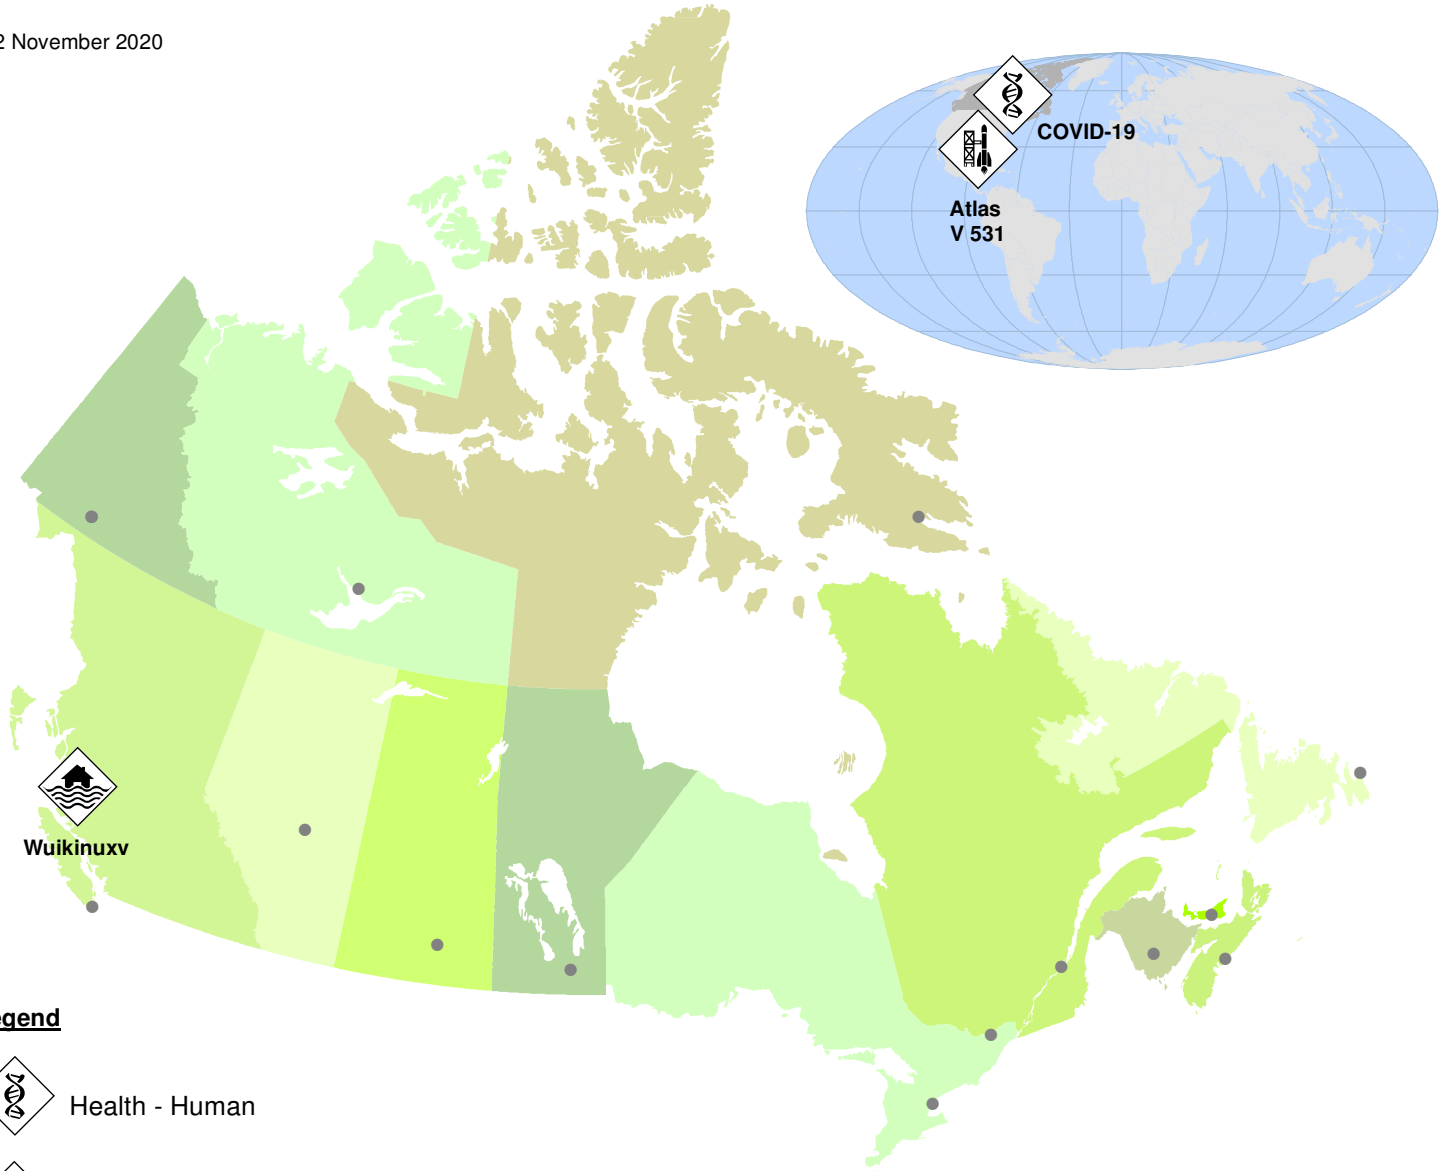 2 November 2020
COVID-19
Atlas
V 531
Wuikinuxv
egend
Health - Human